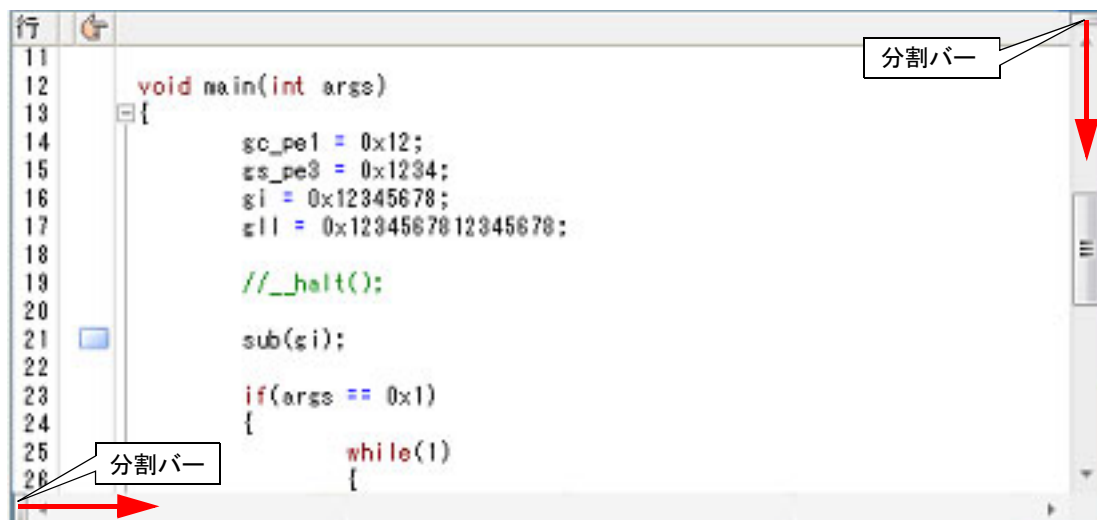 行
分割バー
11
12 void main(int args)
13 {
14 gc_pe1 = 0x12;
15 gs_pe3 = 0x1234;
16 gi = 0x12345678;
17 gll = 0x1234567812345678;
18
19 //__halt();
20
21 sub(gi);
22
23 if(args == 0x1)
24 {
25 while(1)
分割バー
26 {